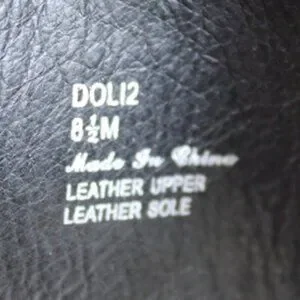 DOLI2
8½M
Made In China
LEATHER UPPER
LEATHER SOLE